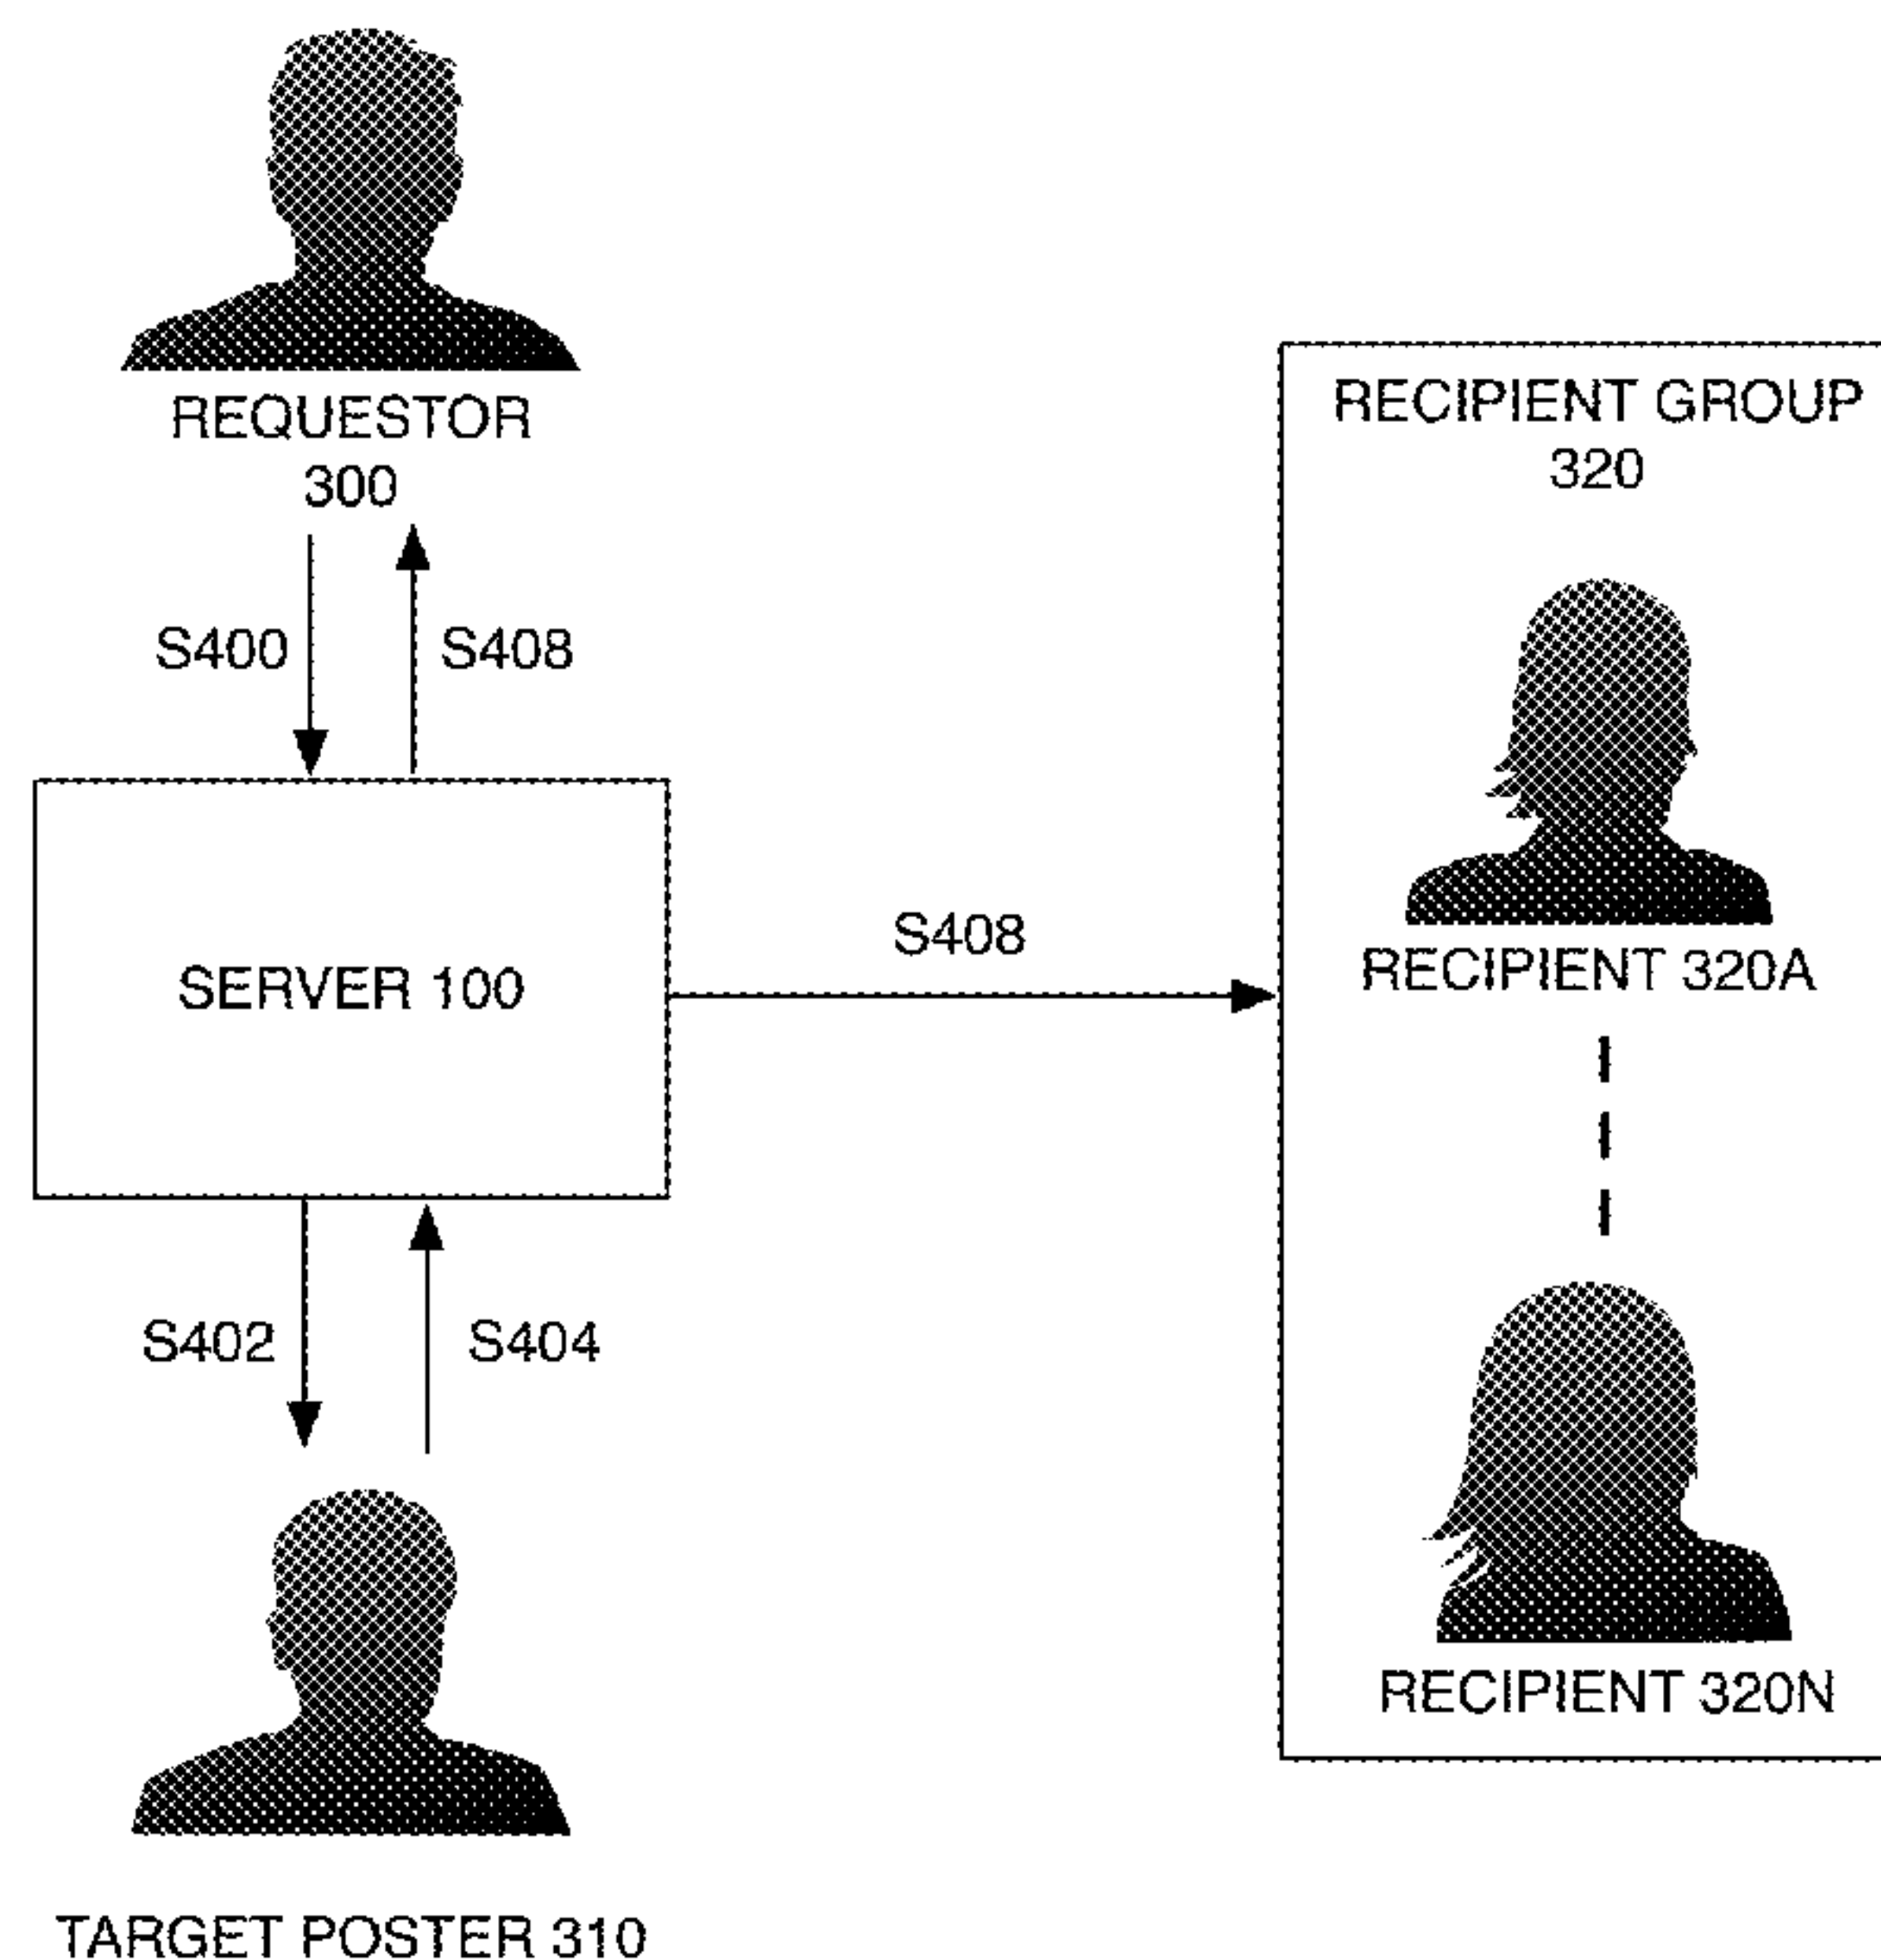 REQUESTOR
300
S400
S408
SERVER 100
S402
S404
TARGET POSTER 310
S408
RECIPIENT GROUP
320
RECIPIENT 320A
RECIPIENT 320N